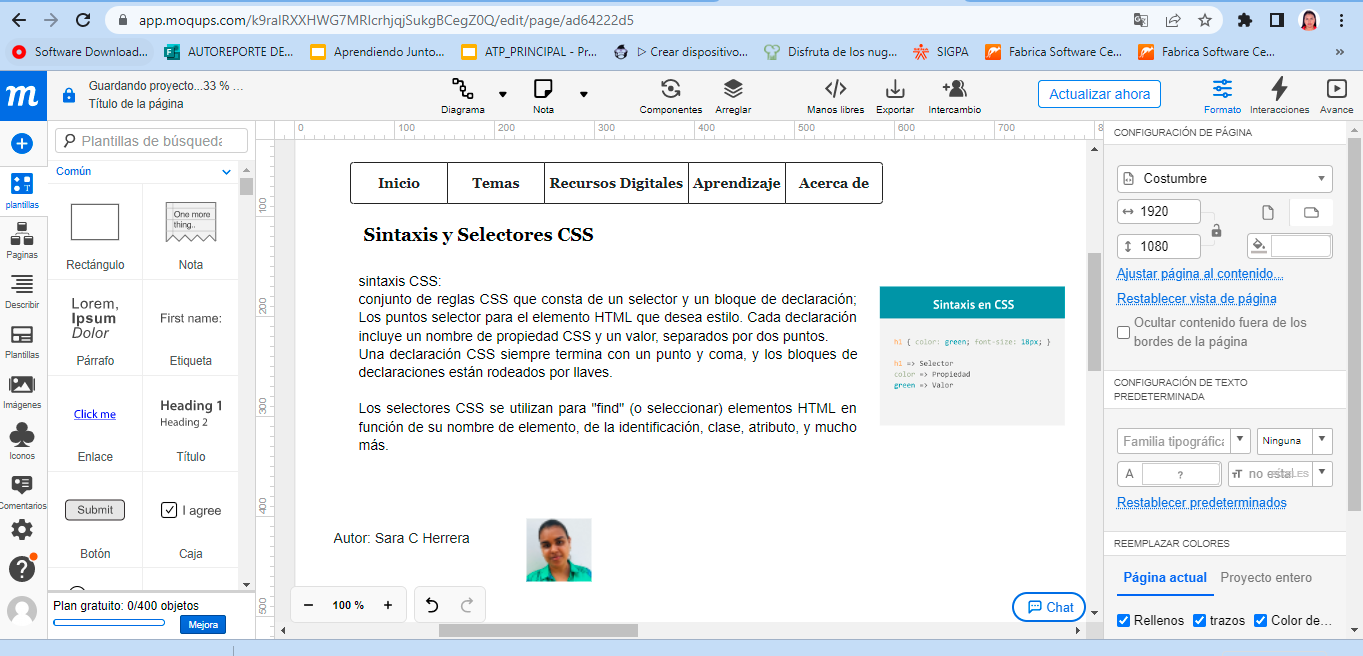 app.moqups.com/k9raIRXXHWG7MRlcrhjqjSukgBCegZ0Q/edit/page/ad64222d5
Software Download...
AUTOREPORTE DE...
Aprendiendo Junto...
ATP_PRINCIPAL - Pr...
▷ Crear dispositivo...
Disfruta de los nug...
SIGPA
Fabrica Software Ce...
Fabrica Software Ce...
»
m
Guardando proyecto...33 % ...
Título de la página
Diagrama
Nota
Componentes
Arreglar
Manos libres
Exportar
Intercambio
Actualizar ahora
Formato
Interacciones
Avance
plantillas
Paginas
Describir
Plantillas
Imágenes
Iconos
Comentarios
Plantillas de búsqueda
Común
One more
thing..
Rectángulo
Nota
Lorem,
Ipsum
Dolor
First name:
Párrafo
Etiqueta
Click me
Heading 1
Heading 2
Enlace
Título
Submit
I agree
Botón
Caja
Plan gratuito: 0/400 objetos
Mejora
0 100 200 300 400 500 600 700 8
100
200
300
400
500
Inicio
Temas
Recursos Digitales
Aprendizaje
Acerca de
Sintaxis y Selectores CSS
sintaxis CSS:
conjunto de reglas CSS que consta de un selector y un bloque de declaración;
Los puntos selector para el elemento HTML que desea estilo. Cada declaración
incluye un nombre de propiedad CSS y un valor, separados por dos puntos.
Una declaración CSS siempre termina con un punto y coma, y los bloques de
declaraciones están rodeados por llaves.
Los selectores CSS se utilizan para "find" (o seleccionar) elementos HTML en
función de su nombre de elemento, de la identificación, clase, atributo, y mucho
más.
Sintaxis en CSS
h1 { color: green; font-size: 18px; }
h1 => Selector
color => Propiedad
green => Valor
Autor: Sara C Herrera
− 100 % +
Chat
CONFIGURACIÓN DE PÁGINA
Costumbre
1920
1080
Ajustar página al contenido...
Restablecer vista de página
Ocultar contenido fuera de los
bordes de la página
CONFIGURACIÓN DE TEXTO
PREDETERMINADA
Familia tipográfica
Ninguna
A ?
TT no esta
Restablecer predeterminados
REEMPLAZAR COLORES
Página actual
Proyecto entero
Rellenos
trazos
Color de...